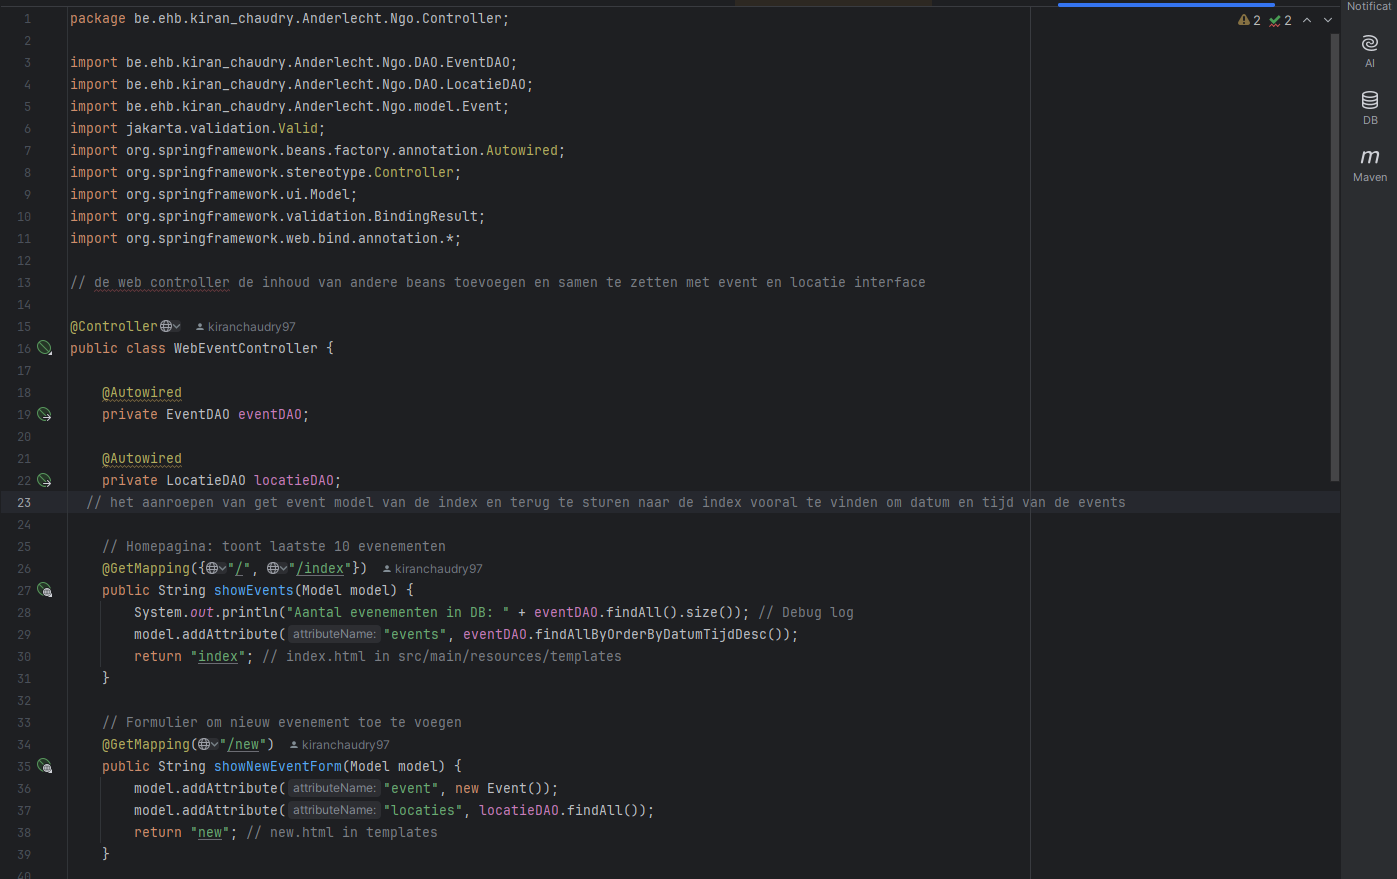 Notificat
2 2
AI
DB
Maven
1 package be.ehb.kiran_chaudry.Anderlecht.Ngo.Controller;
2
3 import be.ehb.kiran_chaudry.Anderlecht.Ngo.DAO.EventDAO;
4 import be.ehb.kiran_chaudry.Anderlecht.Ngo.DAO.LocatieDAO;
5 import be.ehb.kiran_chaudry.Anderlecht.Ngo.model.Event;
6 import jakarta.validation.Valid;
7 import org.springframework.beans.factory.annotation.Autowired;
8 import org.springframework.stereotype.Controller;
9 import org.springframework.ui.Model;
10 import org.springframework.validation.BindingResult;
11 import org.springframework.web.bind.annotation.*;
12
13 // de web controller de inhoud van andere beans toevoegen en samen te zetten met event en locatie interface
14
15 @Controller kiranchaudry97
16 public class WebEventController {
17
18 @Autowired
19 private EventDAO eventDAO;
20
21 @Autowired
22 private LocatieDAO locatieDAO;
23 // het aanroepen van get event model van de index en terug te sturen naar de index vooral te vinden om datum en tijd van de events
24
25 // Homepagina: toont laatste 10 evenementen
26 @GetMapping({"/", "/index"}) kiranchaudry97
27 public String showEvents(Model model) {
28 System.out.println("Aantal evenementen in DB: " + eventDAO.findAll().size()); // Debug log
29 model.addAttribute( attributeName: "events", eventDAO.findAllByOrderByDatumTijdDesc());
30 return "index"; // index.html in src/main/resources/templates
31 }
32
33 // Formulier om nieuw evenement toe te voegen
34 @GetMapping("/new") kiranchaudry97
35 public String showNewEventForm(Model model) {
36 model.addAttribute( attributeName: "event", new Event());
37 model.addAttribute( attributeName: "locaties", locatieDAO.findAll());
38 return "new"; // new.html in templates
39 }
40